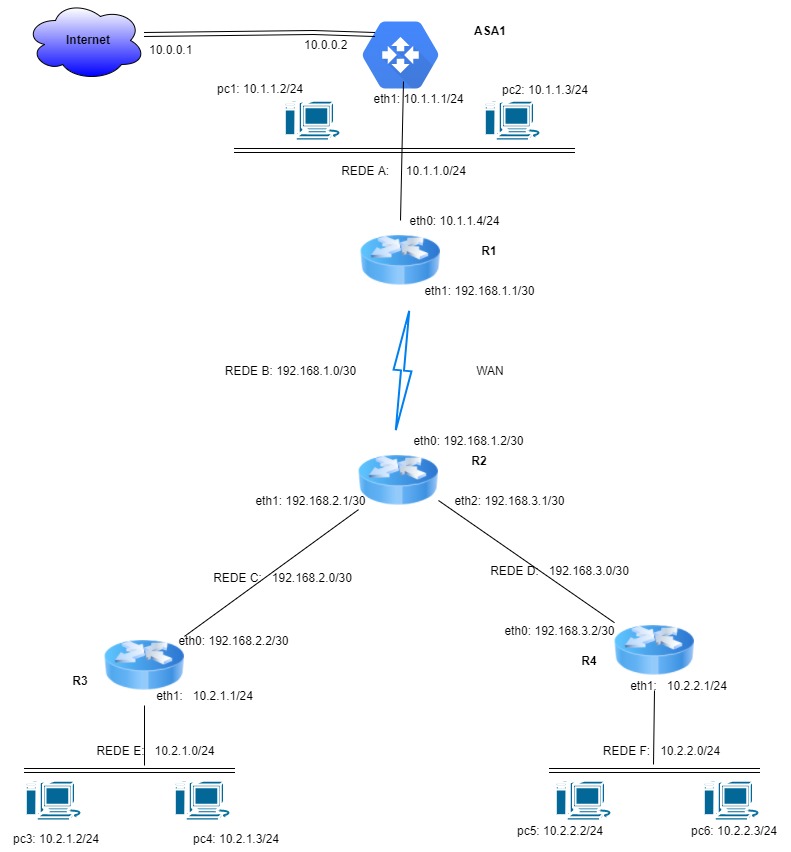 ASA1
Internet
10.0.0.1
10.0.0.2
pc1: 10.1.1.2/24
eth1: 10.1.1.1/24
pc2: 10.1.1.3/24
REDE A: 10.1.1.0/24
eth0: 10.1.1.4/24
R1
eth1: 192.168.1.1/30
REDE B: 192.168.1.0/30
WAN
eth0: 192.168.1.2/30
R2
eth1: 192.168.2.1/30
eth2: 192.168.3.1/30
REDE C: 192.168.2.0/30
REDE D: 192.168.3.0/30
eth0: 192.168.2.2/30
eth0: 192.168.3.2/30
R3
R4
eth1: 10.2.1.1/24
eth1: 10.2.2.1/24
REDE E: 10.2.1.0/24
REDE F: 10.2.2.0/24
pc3: 10.2.1.2/24
pc4: 10.2.1.3/24
pc5: 10.2.2.2/24
pc6: 10.2.2.3/24